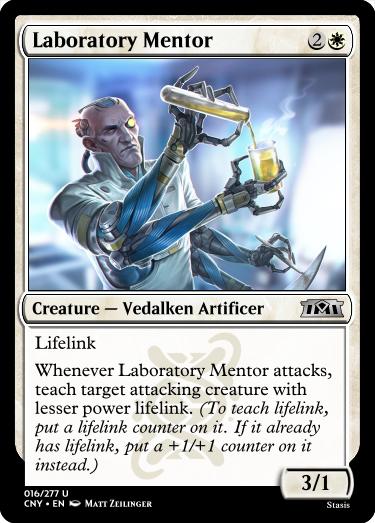 Laboratory Mentor 2
Creature — Vedalken Artificer
Lifelink
Whenever Laboratory Mentor attacks,
teach target attacking creature with
lesser power lifelink. (To teach lifelink,
put a lifelink counter on it. If it already
has lifelink, put a +1/+1 counter on it
instead.)
3/1
016/277 U
CNY • EN Matt Zeilinger
Stasis